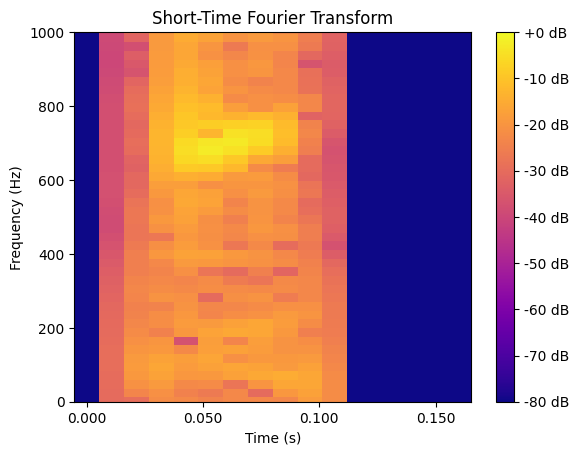 Short-Time Fourier Transform
1000
800
600
400
200
0
Frequency (Hz)
0.000
0.050
0.100
0.150
Time (s)
+0 dB
-10 dB
-20 dB
-30 dB
-40 dB
-50 dB
-60 dB
-70 dB
-80 dB